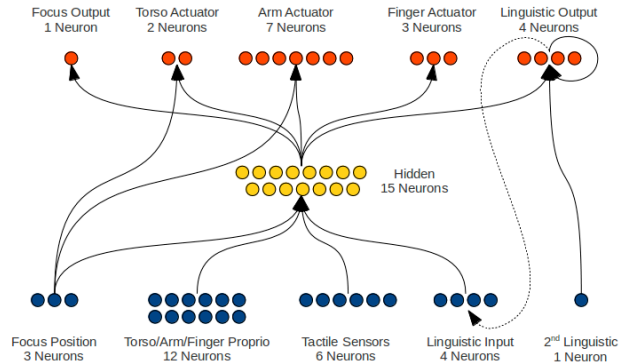 Focus Output
1 Neuron
Torso Actuator
2 Neurons
Arm Actuator
7 Neurons
Finger Actuator
3 Neurons
Linguistic Output
4 Neurons
Hidden
15 Neurons
Focus Position
3 Neurons
Torso/Arm/Finger Proprio
12 Neurons
Tactile Sensors
6 Neurons
Linguistic Input
4 Neurons
2nd Linguistic
1 Neuron